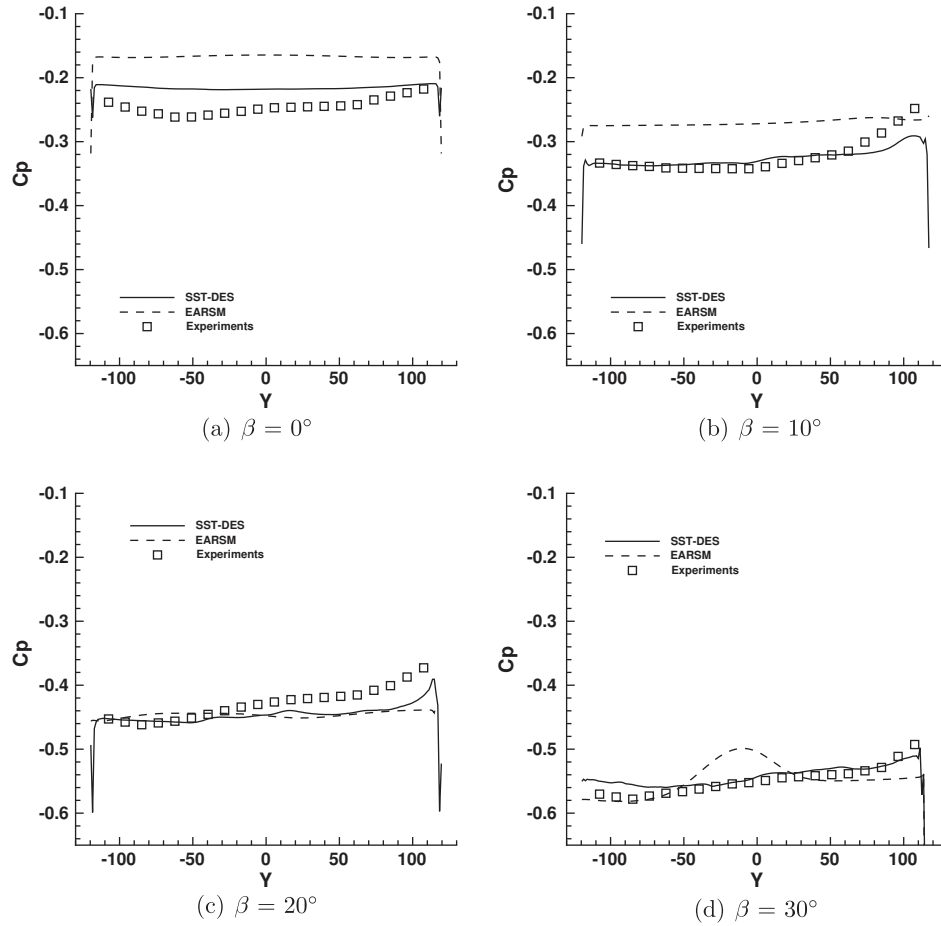 -0.1
-0.2
-0.3
-0.4
-0.5
-0.6
Cp
SST-DES
EARSM
Experiments
-100 -50 0 50 100
Y
(a) β = 0°
-0.1
-0.2
-0.3
-0.4
-0.5
-0.6
Cp
SST-DES
EARSM
Experiments
-100 -50 0 50 100
Y
(b) β = 10°
-0.1
-0.2
-0.3
-0.4
-0.5
-0.6
Cp
SST-DES
EARSM
Experiments
-100 -50 0 50 100
Y
(c) β = 20°
-0.1
-0.2
-0.3
-0.4
-0.5
-0.6
Cp
SST-DES
EARSM
Experiments
-100 -50 0 50 100
Y
(d) β = 30°